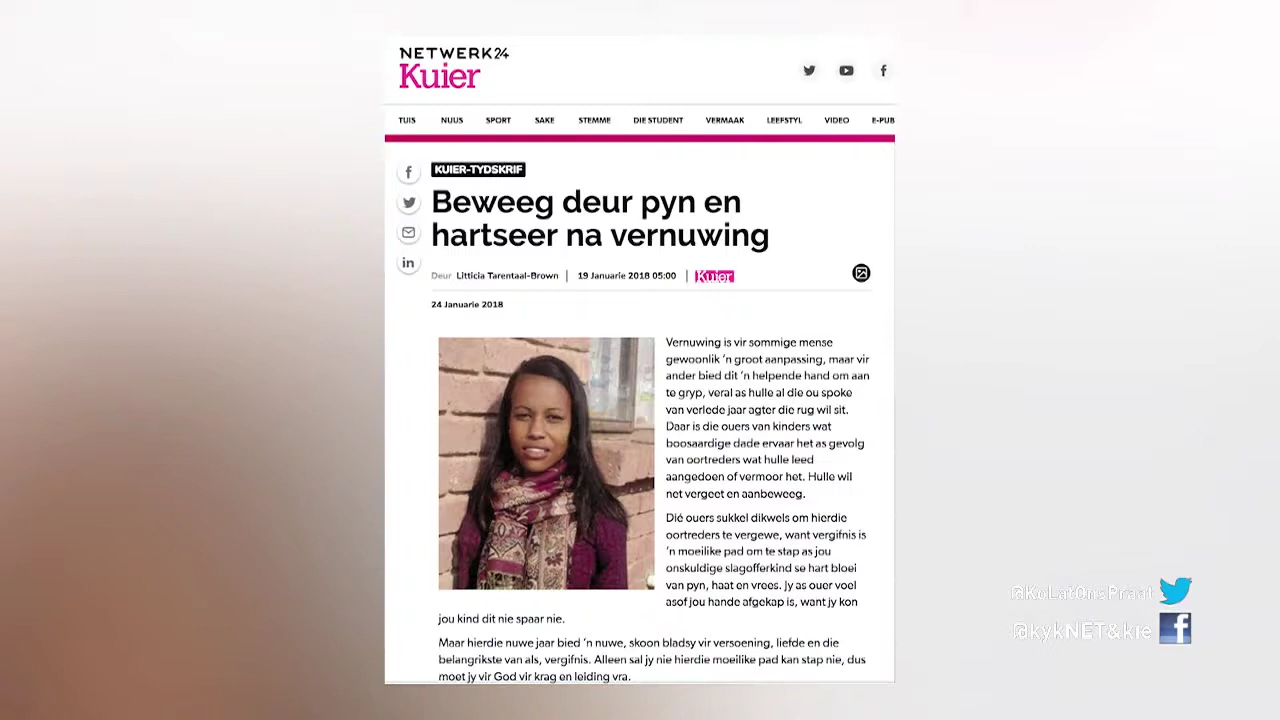 NETWERK24
Kuier
TUIS NUUS SPORT SAKE STEMME DIE STUDENT VERMAAK LEEFSTYL VIDEO E-PUB
KUIER-TYDSKRIF
Beweeg deur pyn en
hartseer na vernuwing
Deur Litticia Tarentaal-Brown | 19 Januarie 2018 05:00 | Kuier
24 Januarie 2018
Vernuwing is vir sommige mense
gewoonlik 'n groot aanpassing, maar vir
ander bied dit 'n helpende hand om aan
te gryp, veral as hulle al die ou spoke
van verlede jaar agter die rug wil sit.
Daar is die ouers van kinders wat
boosaardige dade ervaar het as gevolg
van oortreders wat hulle leed
aangedoen of vermoor het. Hulle wil
net vergeet en aanbeweeg.
Dié ouers sukkel dikwels om hierdie
oortreders te vergewe, want vergifnis is
'n moeilike pad om te stap as jou
onskuldige slagofferkind se hart bloei
van pyn, haat en vrees. Jy as ouer voel
asof jou hande afgekap is, want jy kon
jou kind dit nie spaar nie.
Maar hierdie nuwe jaar bied 'n nuwe, skoon bladsy vir versoening, liefde en die
belangrikste van als, vergifnis. Alleen sal jy nie hierdie moeilike pad kan stap nie, dus
moet jy vir God vir krag en leiding vra.
@KoLatOnsPraat
@kykNET&kie